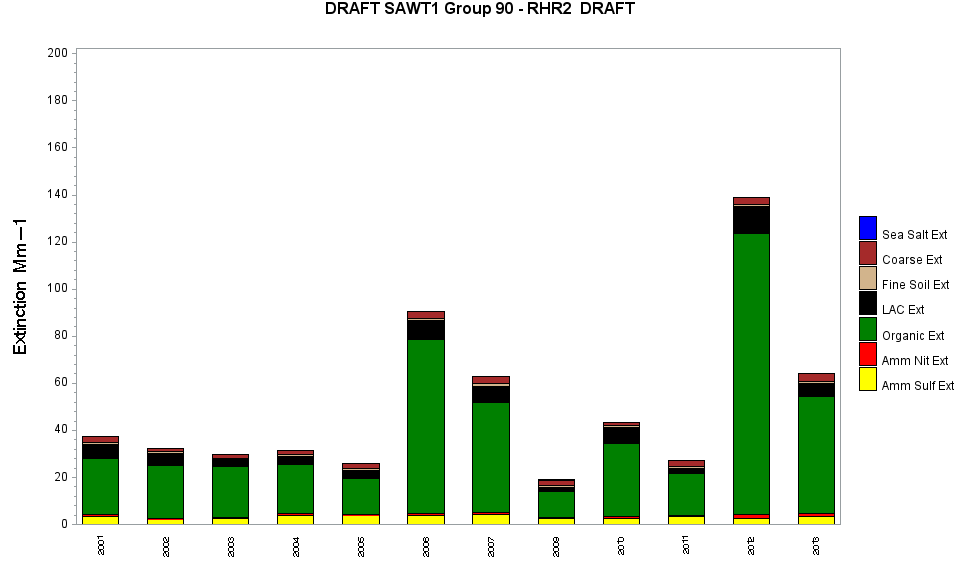 DRAFT SAWT1 Group 90 - RHR2  DRAFT
200
180
160
140
120
100
80
60
40
20
0
Extinction Mm—1
2001
2002
2003
2004
2005
2006
2007
2009
2010
2011
2012
2013
Sea Salt Ext
Coarse Ext
Fine Soil Ext
LAC Ext
Organic Ext
Amm Nit Ext
Amm Sulf Ext